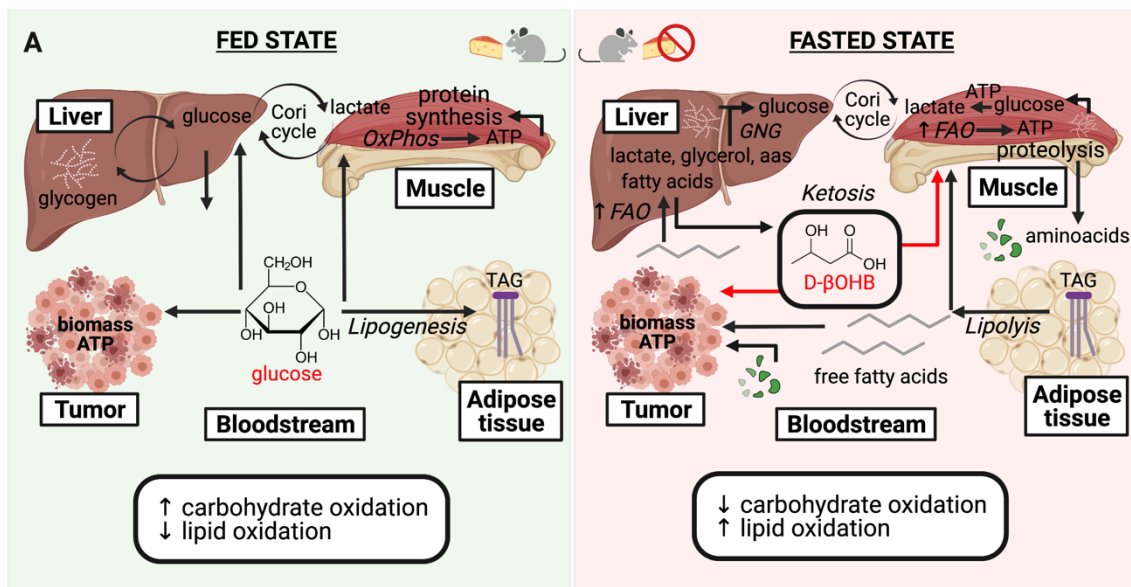 A
FED STATE
Liver
glucose
glycogen
Cori
cycle
lactate
protein
synthesis
OxPhos
ATP
Muscle
CH₂OH
O
OH
OH
HO
OH
glucose
Lipogenesis
TAG
biomass
ATP
Tumor
Bloodstream
Adipose
tissue
↑ carbohydrate oxidation
↓ lipid oxidation
FASTED STATE
Liver
glucose
GNG
lactate, glycerol, aas
fatty acids
↑ FAO
Cori
cycle
ATP
lactate
glucose
↑ FAO
ATP
proteolysis
Muscle
aminoacids
Ketosis
OH
O
OH
D-βOHB
TAG
Lipolyis
biomass
ATP
free fatty acids
Tumor
Bloodstream
Adipose
tissue
↓ carbohydrate oxidation
↑ lipid oxidation